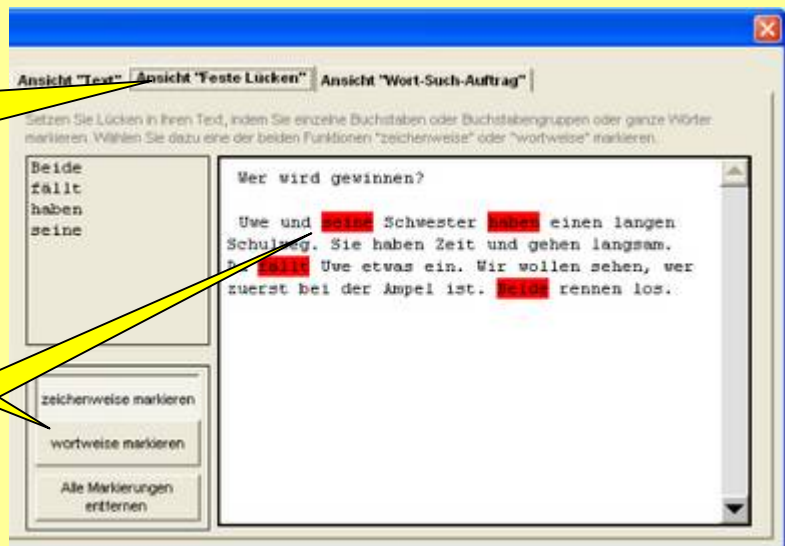 Ansicht "Text" Ansicht "Feste Lücken" Ansicht "Wort-Such-Auftrag"
Setzen Sie Lücken in Ihren Text, indem Sie einzelne Buchstaben oder Buchstabengruppen oder ganze Wörter
markieren. Wählen Sie dazu eine der beiden Funktionen "zeichenweise" oder "wortweise" markieren.
Beide
fällt
haben
seine
Wer wird gewinnen?
Uwe und seine Schwester haben einen langen
Schulweg. Sie haben Zeit und gehen langsam.
Da fällt Uwe etwas ein. Wir wollen sehen, wer
zuerst bei der Ampel ist. Beide rennen los.
zeichenweise markieren
wortweise markieren
Alle Markierungen
entfernen